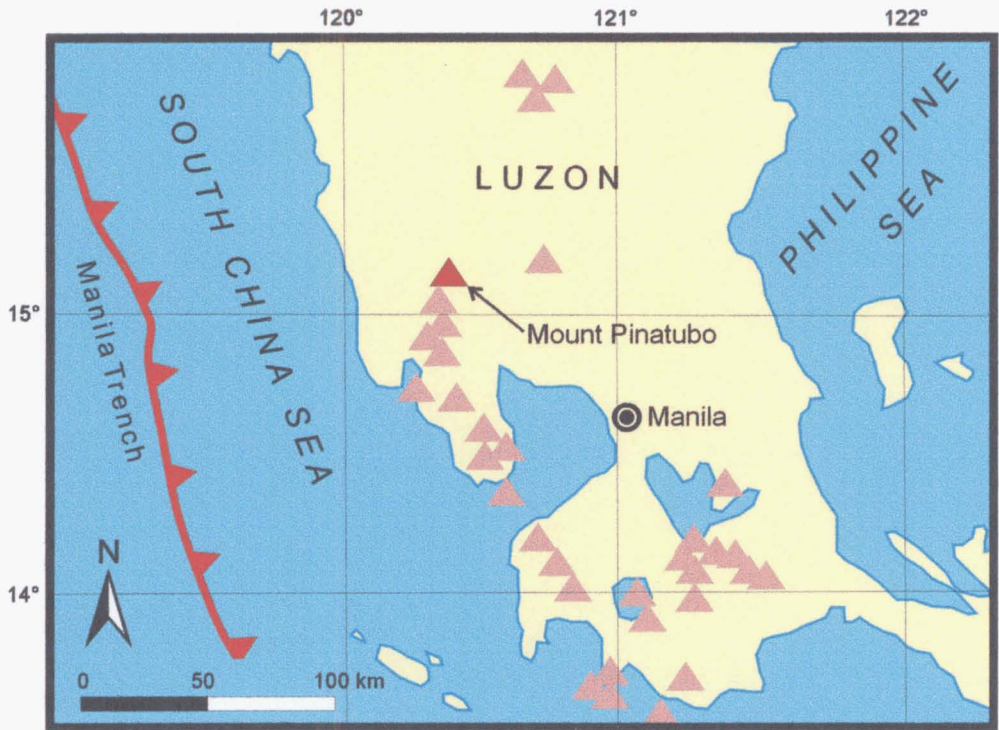 120°
121°
122°
SOUTH CHINA SEA
PHILIPPINE
SEA
LUZON
15°
Mount Pinatubo
Manila Trench
Manila
14°
N
0
50
100 km